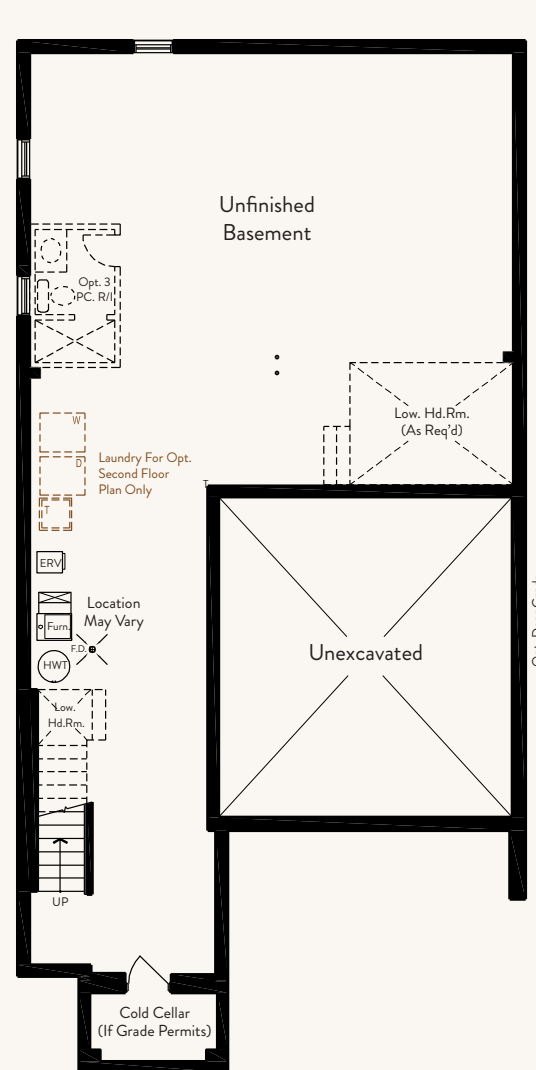 Unfinished
Basement
Opt. 3
PC. R/I
Low. Hd.Rm.
(As Req'd)
W
D
T
Laundry For Opt.
Second Floor
Plan Only
T
ERV
Location
May Vary
Furn.
F.D.
HWT
Unexcavated
Low.
Hd.Rm.
UP
Cold Cellar
(If Grade Permits)